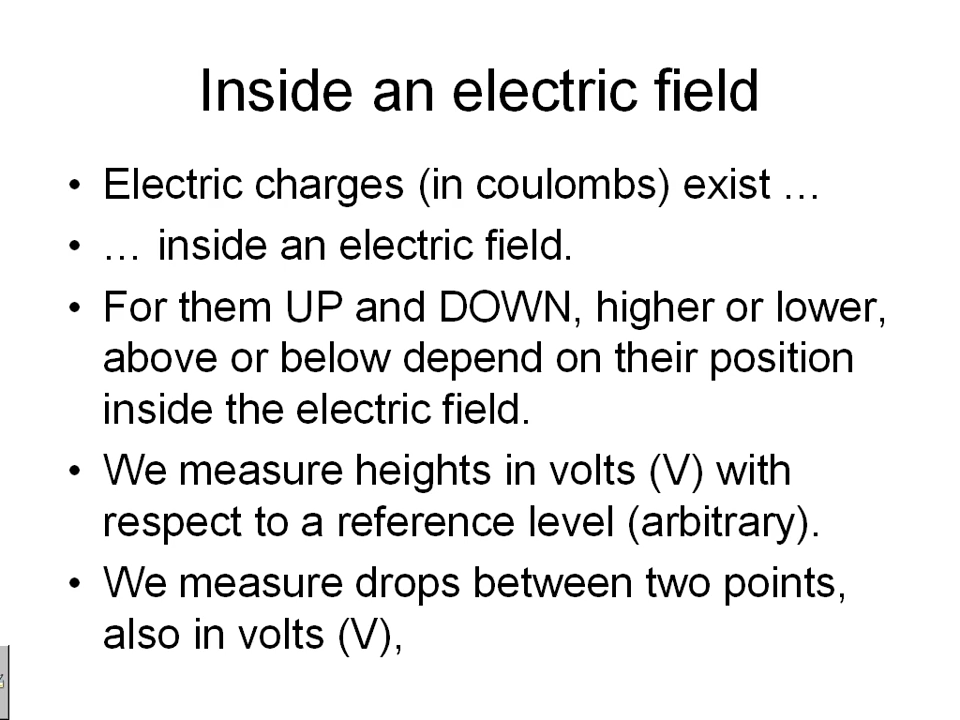 Inside an electric field
• Electric charges (in coulombs) exist …
• … inside an electric field.
• For them UP and DOWN, higher or lower,
above or below depend on their position
inside the electric field.
• We measure heights in volts (V) with
respect to a reference level (arbitrary).
• We measure drops between two points,
also in volts (V),